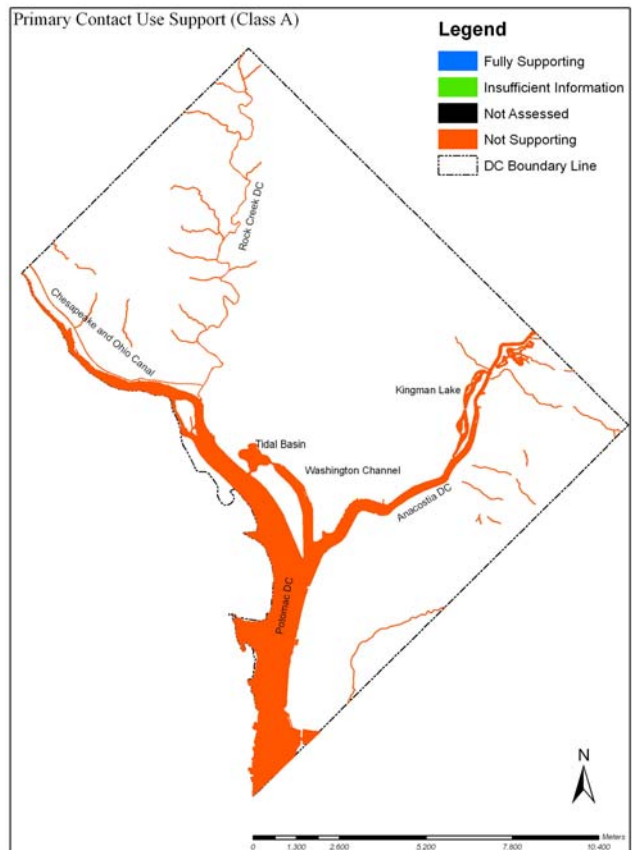 Primary Contact Use Support (Class A)
Legend
Fully Supporting
Insufficient Information
Not Assessed
Not Supporting
DC Boundary Line
Rock Creek DC
Chesapeake and Ohio Canal
Kingman Lake
Tidal Basin
Washington Channel
Anacostia DC
Potomac DC
N
Meters
0 1.300 2.600 5.200 7.800 10.400